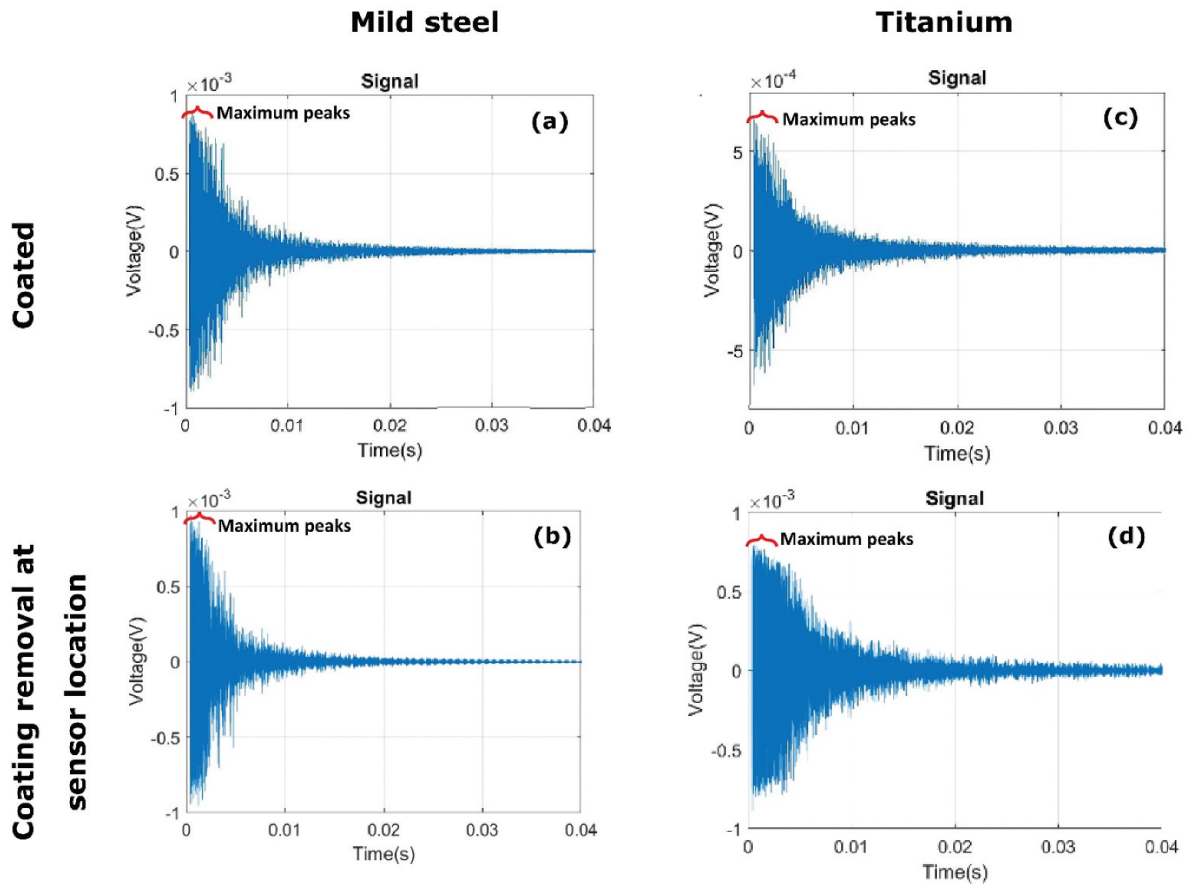 Mild steel
Titanium
Coated
Signal
×10⁻³
Maximum peaks
(a)
1
0.5
0
-0.5
-1
Voltage(V)
0
0.01
0.02
0.03
0.04
Time(s)
Signal
×10⁻⁴
Maximum peaks
(c)
5
0
-5
Voltage(V)
0
0.01
0.02
0.03
0.04
Time(s)
Coating removal at
sensor location
Signal
×10⁻³
Maximum peaks
(b)
1
0.5
0
-0.5
-1
Voltage(V)
0
0.01
0.02
0.03
0.04
Time(s)
Signal
×10⁻³
Maximum peaks
(d)
1
0.5
0
-0.5
-1
Voltage(V)
0
0.01
0.02
0.03
0.04
Time(s)